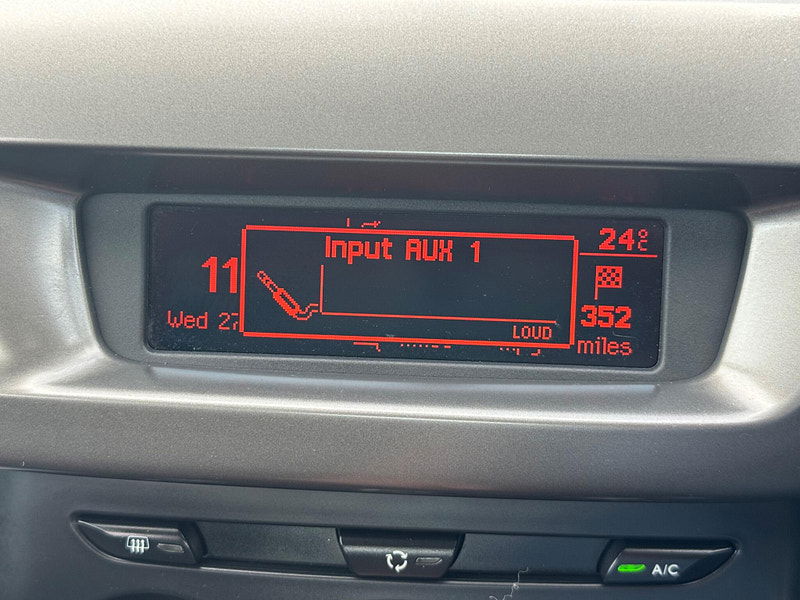 Input AUX 1
24°C
11
352
Wed 27
LOUD
miles
A/C